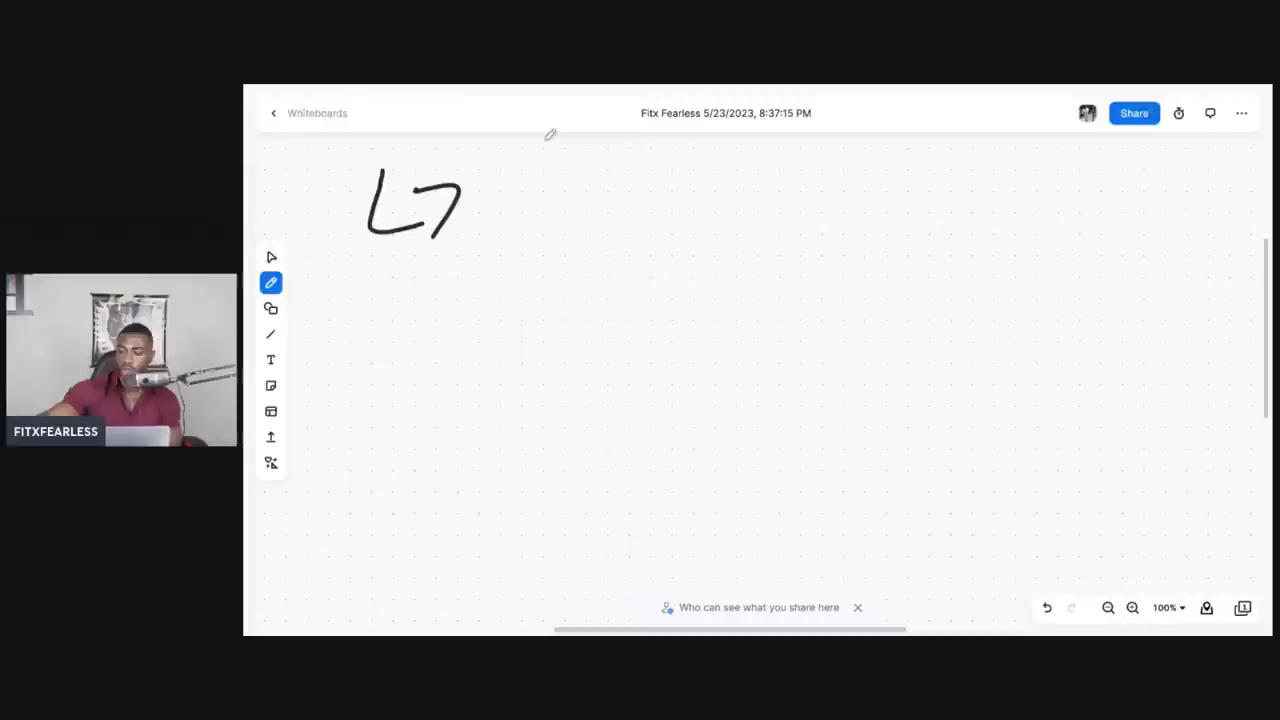 Whiteboards
Fitx Fearless 5/23/2023, 8:37:15 PM
Share
L7
T
FITXFEARLESS
Who can see what you share here
100%
1